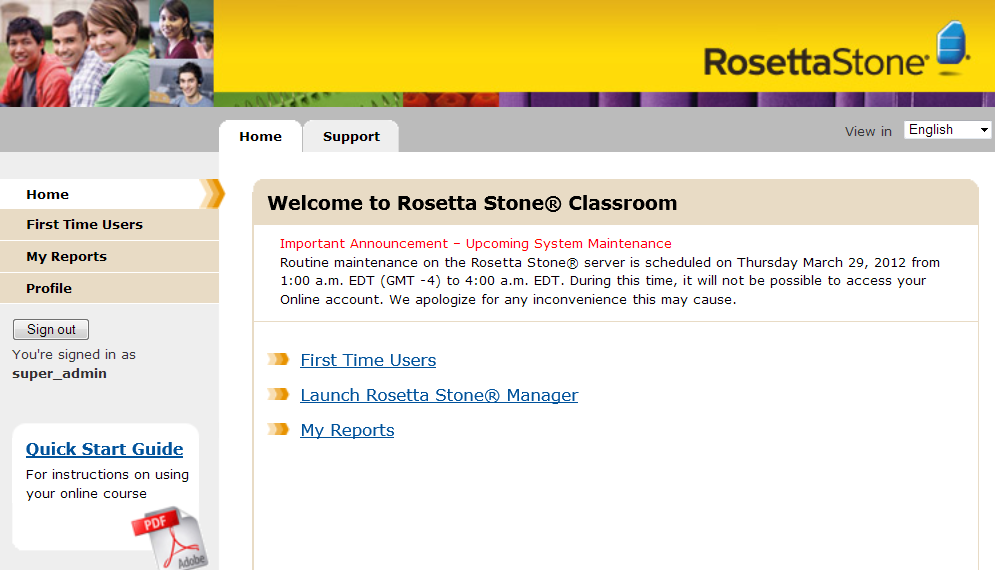 RosettaStone®
Home
Support
View in
English
Home
First Time Users
My Reports
Profile
Sign out
You're signed in as
super_admin
Quick Start Guide
For instructions on using
your online course
PDF
Adobe
Welcome to Rosetta Stone® Classroom
Important Announcement – Upcoming System Maintenance
Routine maintenance on the Rosetta Stone® server is scheduled on Thursday March 29, 2012 from
1:00 a.m. EDT (GMT -4) to 4:00 a.m. EDT. During this time, it will not be possible to access your
Online account. We apologize for any inconvenience this may cause.
First Time Users
Launch Rosetta Stone® Manager
My Reports